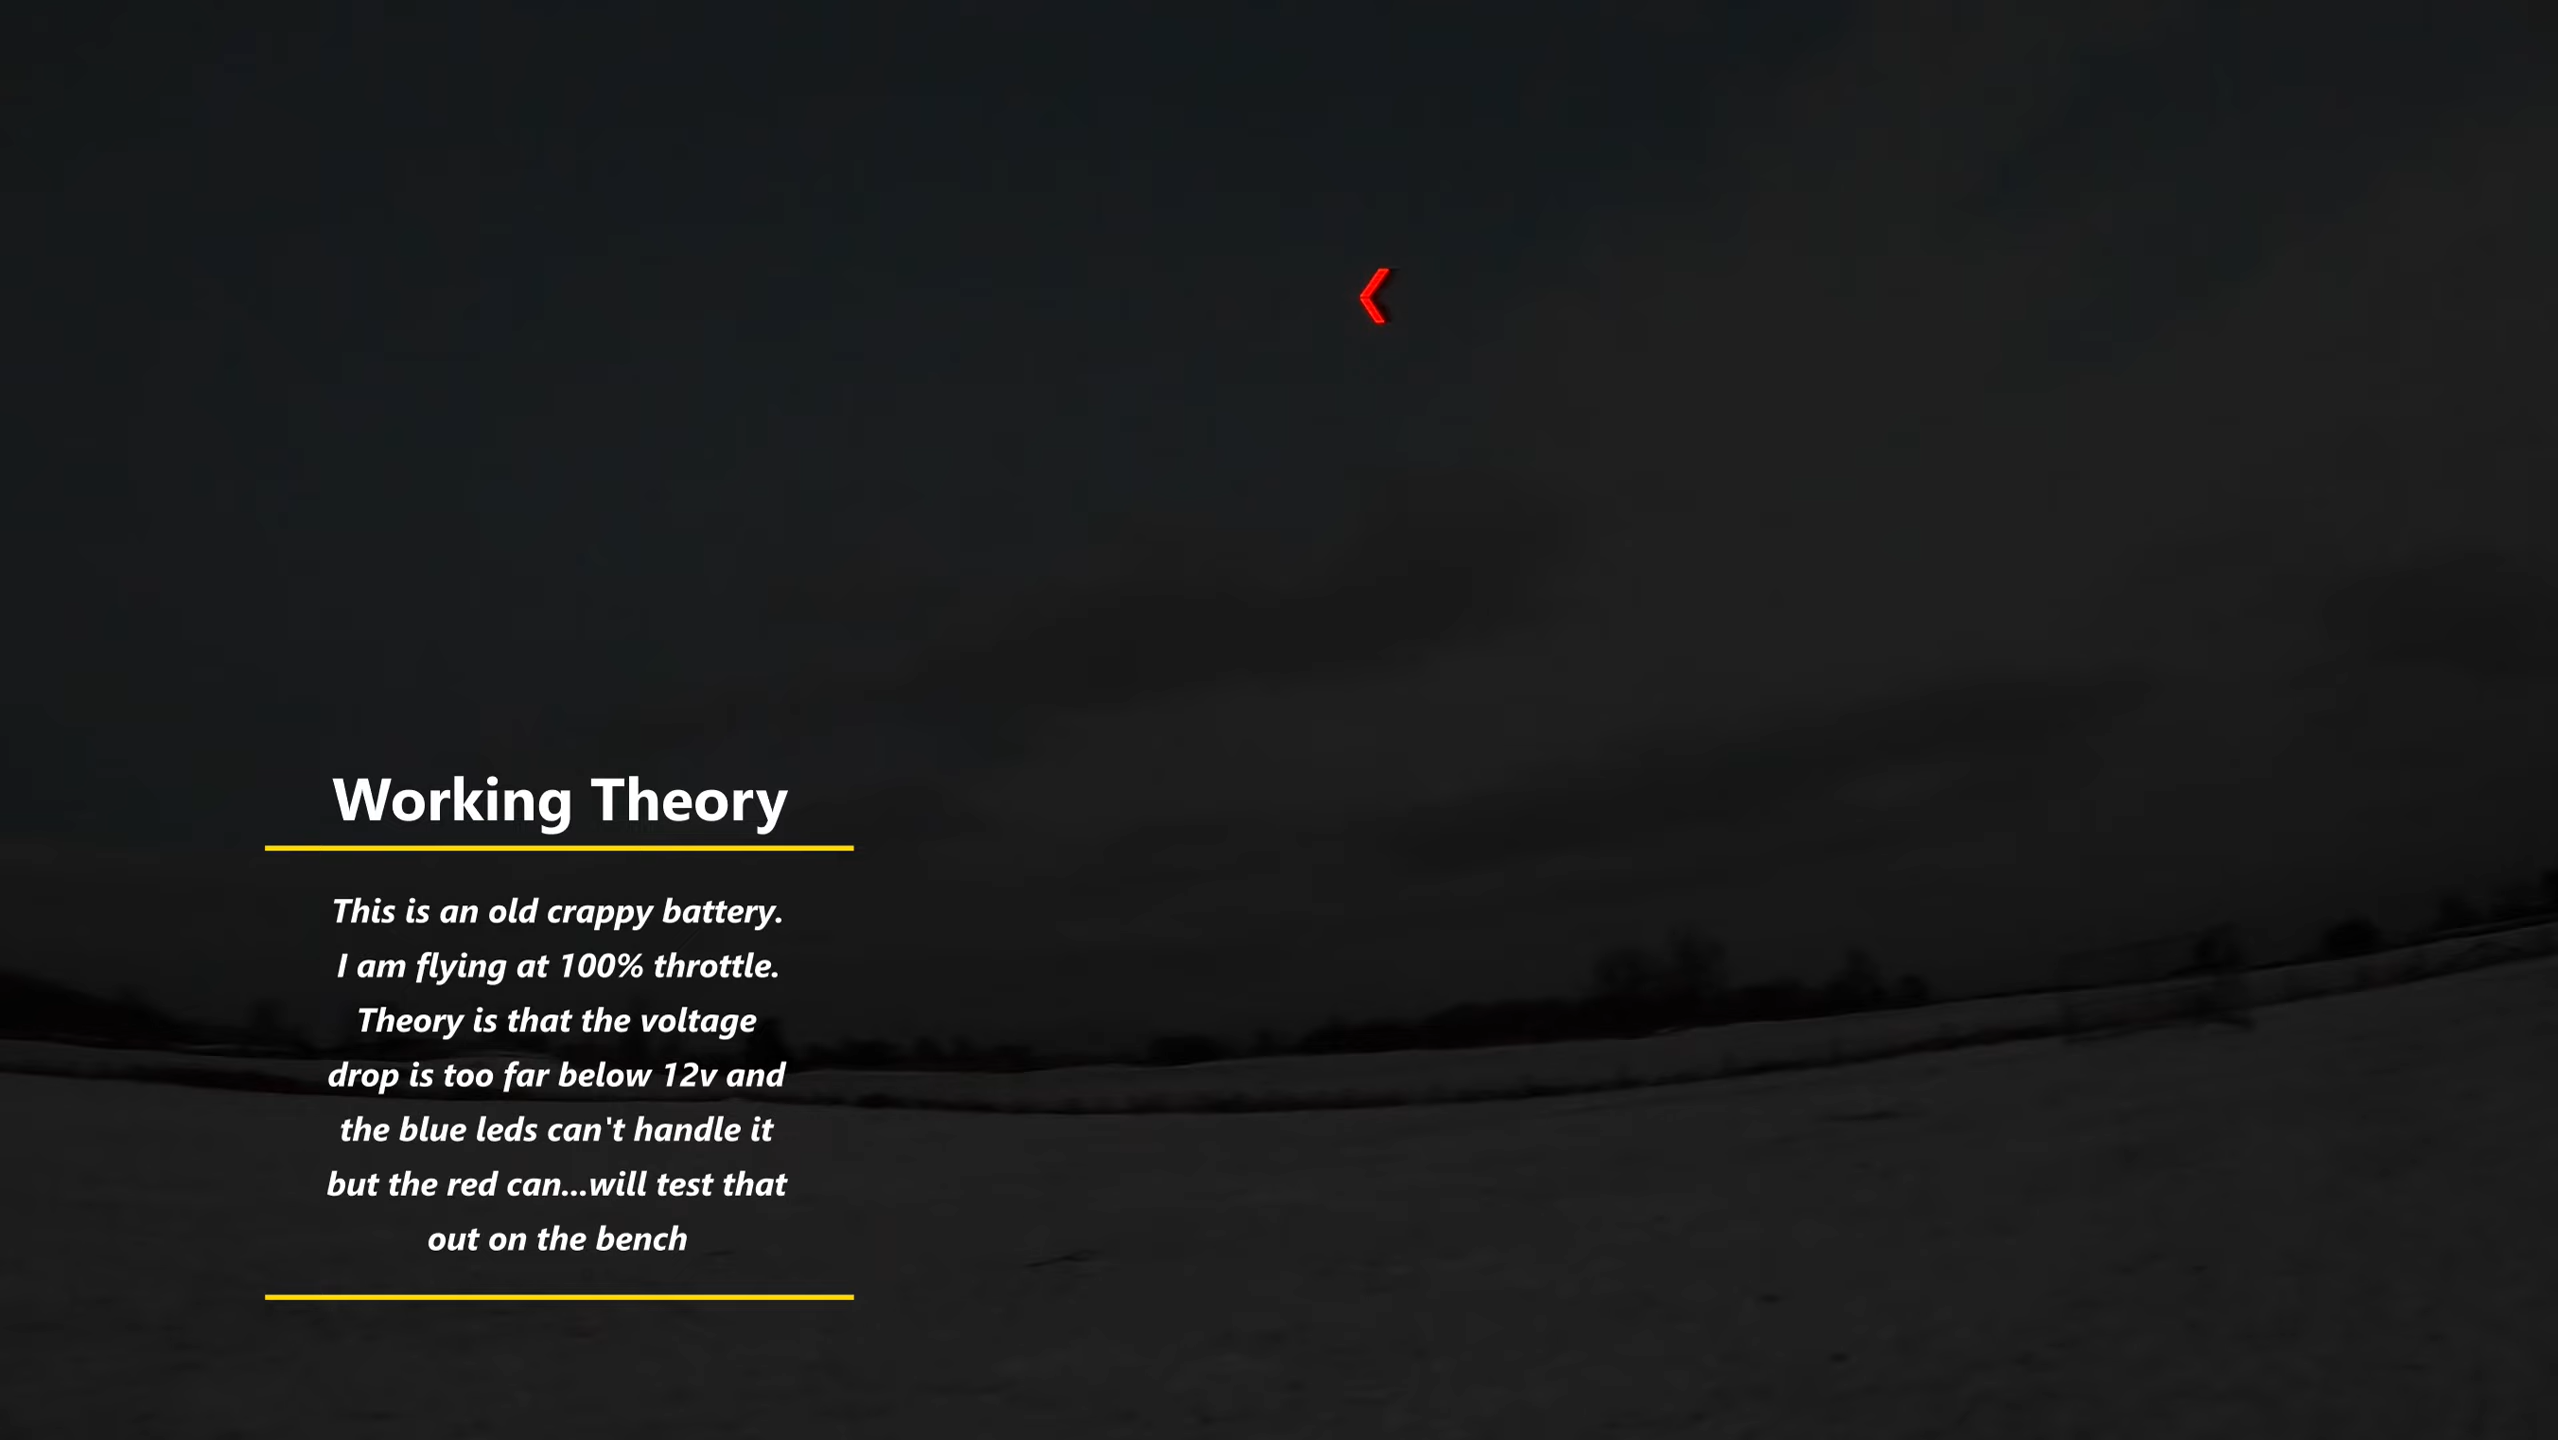 Working Theory
This is an old crappy battery.
I am flying at 100% throttle.
Theory is that the voltage
drop is too far below 12v and
the blue leds can't handle it
but the red can...will test that
out on the bench